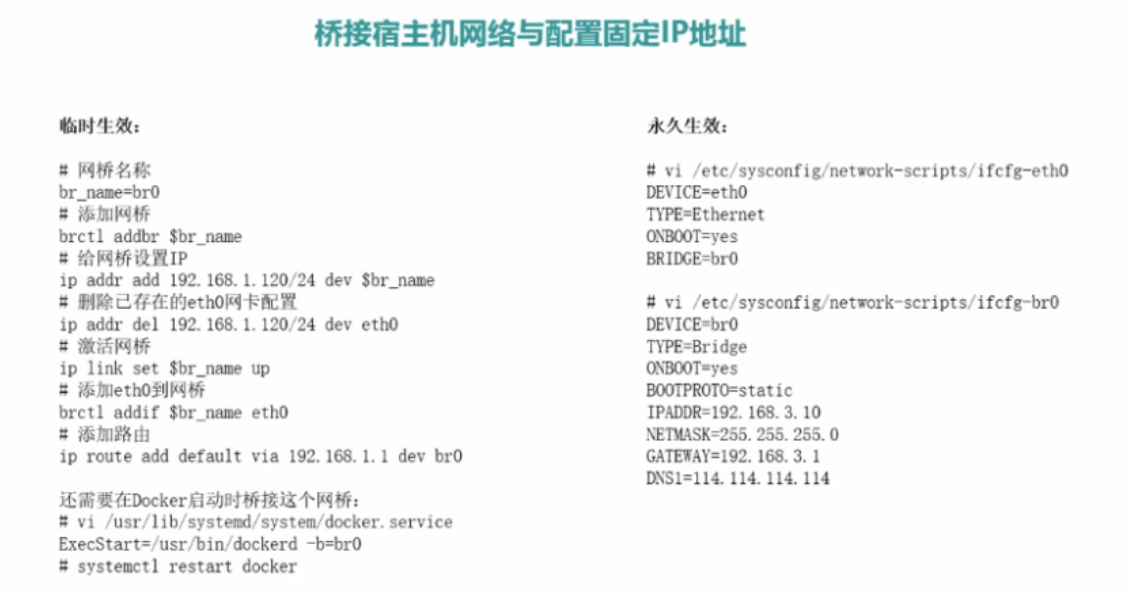 桥接宿主机网络与配置固定IP地址
临时生效：
# 网桥名称
br_name=br0
# 添加网桥
brctl addbr $br_name
# 给网桥设置IP
ip addr add 192.168.1.120/24 dev $br_name
# 删除已存在的eth0网卡配置
ip addr del 192.168.1.120/24 dev eth0
# 激活网桥
ip link set $br_name up
# 添加eth0到网桥
brctl addif $br_name eth0
# 添加路由
ip route add default via 192.168.1.1 dev br0
还需要在Docker启动时桥接这个网桥：
# vi /usr/lib/systemd/system/docker.service
ExecStart=/usr/bin/dockerd -b=br0
# systemctl restart docker
永久生效：
# vi /etc/sysconfig/network-scripts/ifcfg-eth0
DEVICE=eth0
TYPE=Ethernet
ONBOOT=yes
BRIDGE=br0
# vi /etc/sysconfig/network-scripts/ifcfg-br0
DEVICE=br0
TYPE=Bridge
ONBOOT=yes
BOOTPROTO=static
IPADDR=192.168.3.10
NETMASK=255.255.255.0
GATEWAY=192.168.3.1
DNS1=114.114.114.114